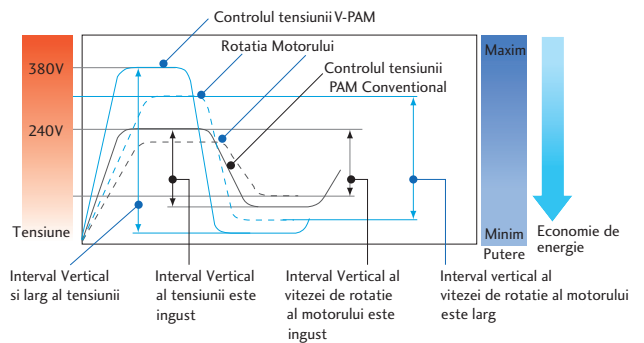 Controlul tensiunii V-PAM
Rotatia Motorului
Controlul tensiunii
PAM Conventional
380V
240V
Tensiune
Maxim
Minim
Putere
Economie de
energie
Interval Vertical
si larg al tensiunii
Interval Vertical
al tensiunii este
ingust
Interval Vertical al
vitezei de rotatie
al motorului este
ingust
Interval vertical al
vitezei de rotatie al motorului
este larg